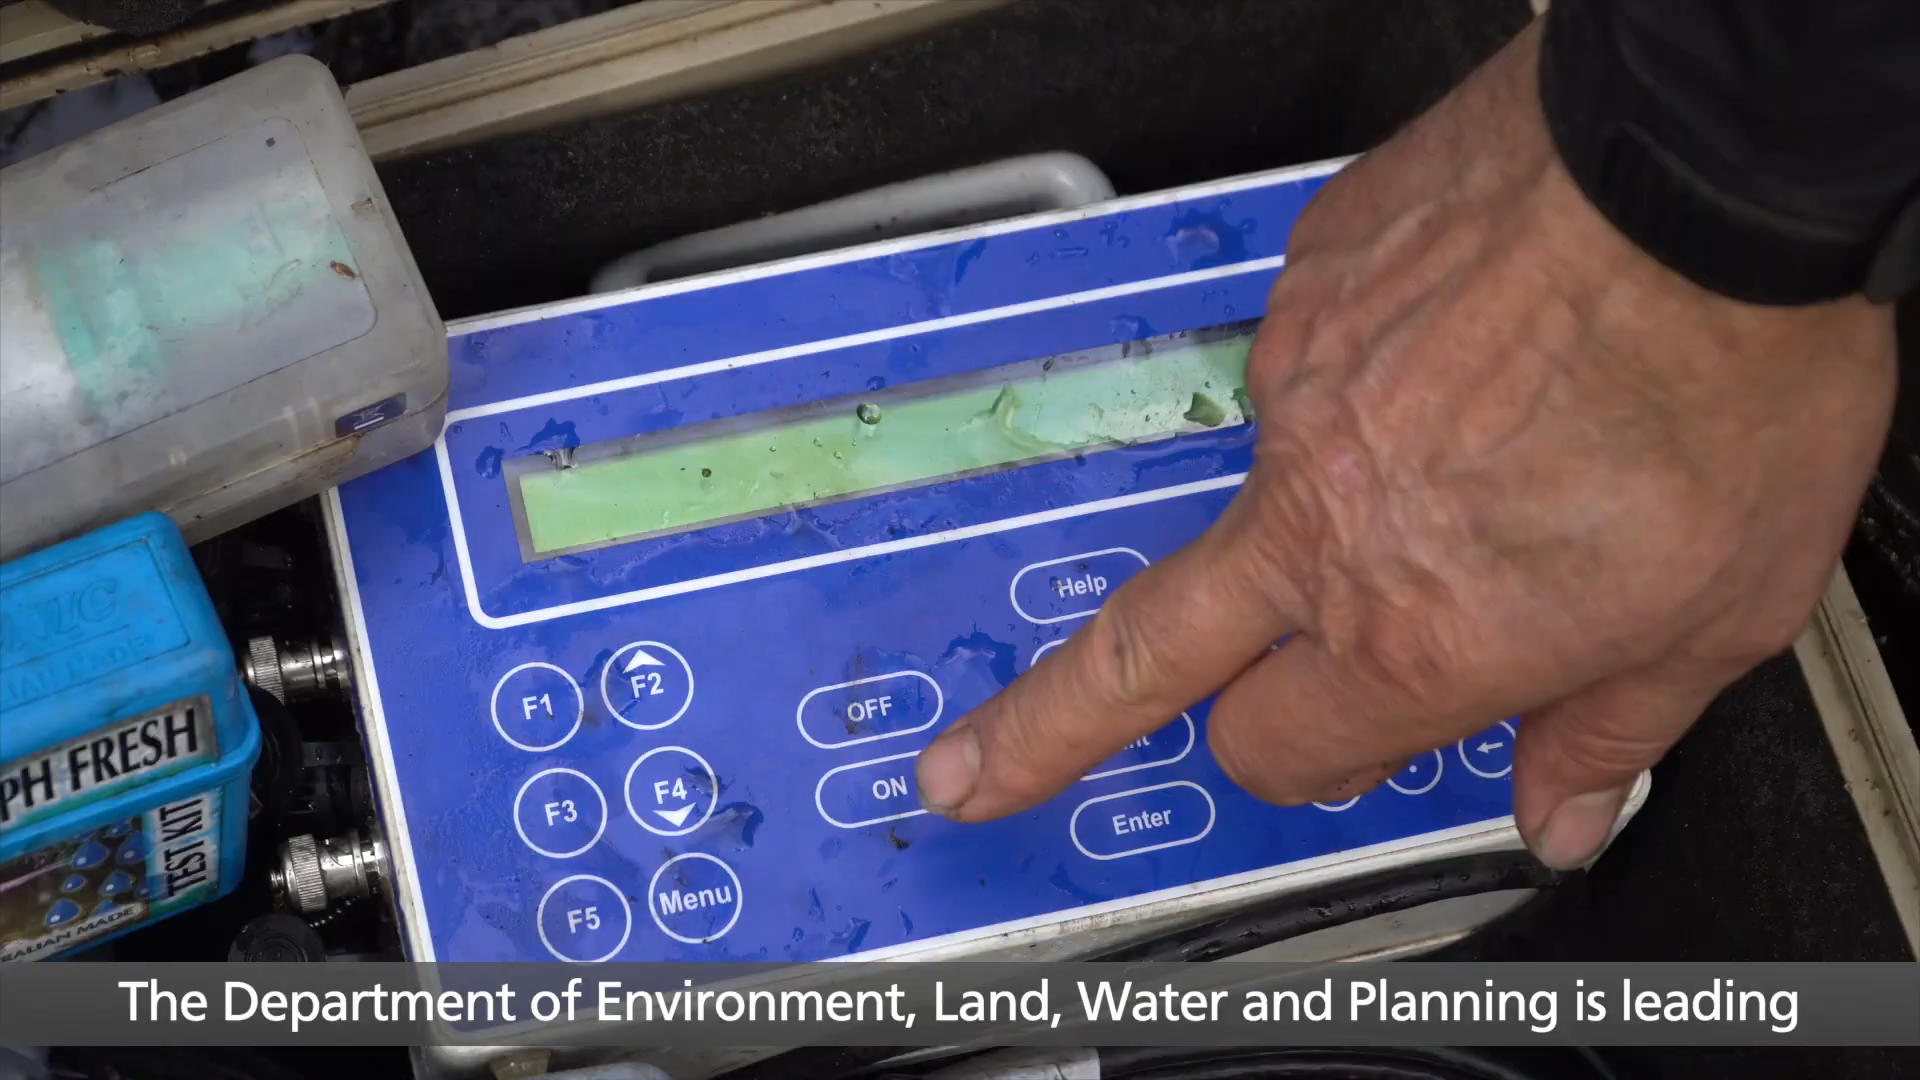 Help
F1
F2
OFF
ON
F3
F4
Enter
F5
Menu
PH FRESH
TEST KIT
The Department of Environment, Land, Water and Planning is leading